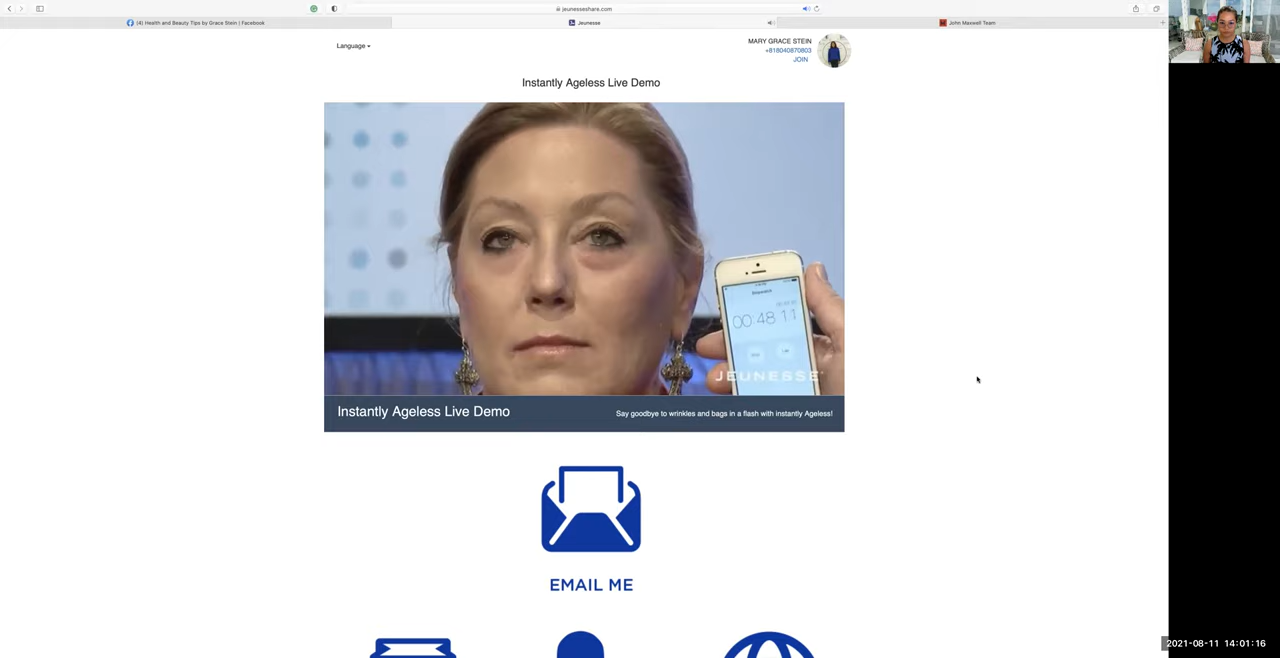 jeunesseshare.com
(4) Health and Beauty Tips by Grace Stein | Facebook
Jeunesse
John Maxwell Team
Language
MARY GRACE STEIN
+818040870803
JOIN
Instantly Ageless Live Demo
Stopwatch
00:48.11
JEUNESSE
Instantly Ageless Live Demo
Say goodbye to wrinkles and bags in a flash with instantly Ageless!
EMAIL ME
2021-08-11 14:01:16